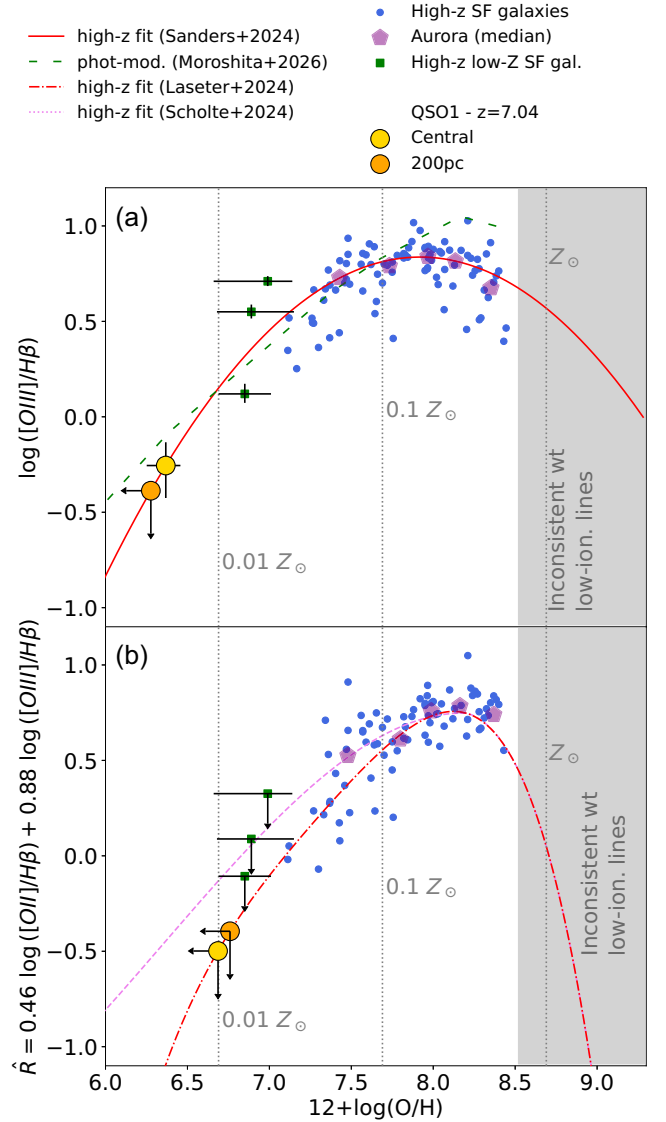 high-z fit (Sanders+2024)
phot-mod. (Moroshita+2026)
high-z fit (Laseter+2024)
high-z fit (Scholte+2024)
High-z SF galaxies
Aurora (median)
High-z low-Z SF gal.
QSO1 - z=7.04
Central
200pc
(a)
log ([OIII]/Hβ)
1.0
0.5
0.0
−0.5
−1.0
0.01 Z⊙
0.1 Z⊙
Z⊙
Inconsistent wt
low-ion. lines
(b)
R̂ = 0.46 log ([OII]/Hβ) + 0.88 log ([OIII]/Hβ)
1.0
0.5
0.0
−0.5
−1.0
0.01 Z⊙
0.1 Z⊙
Z⊙
Inconsistent wt
low-ion. lines
6.0 6.5 7.0 7.5 8.0 8.5 9.0
12+log(O/H)